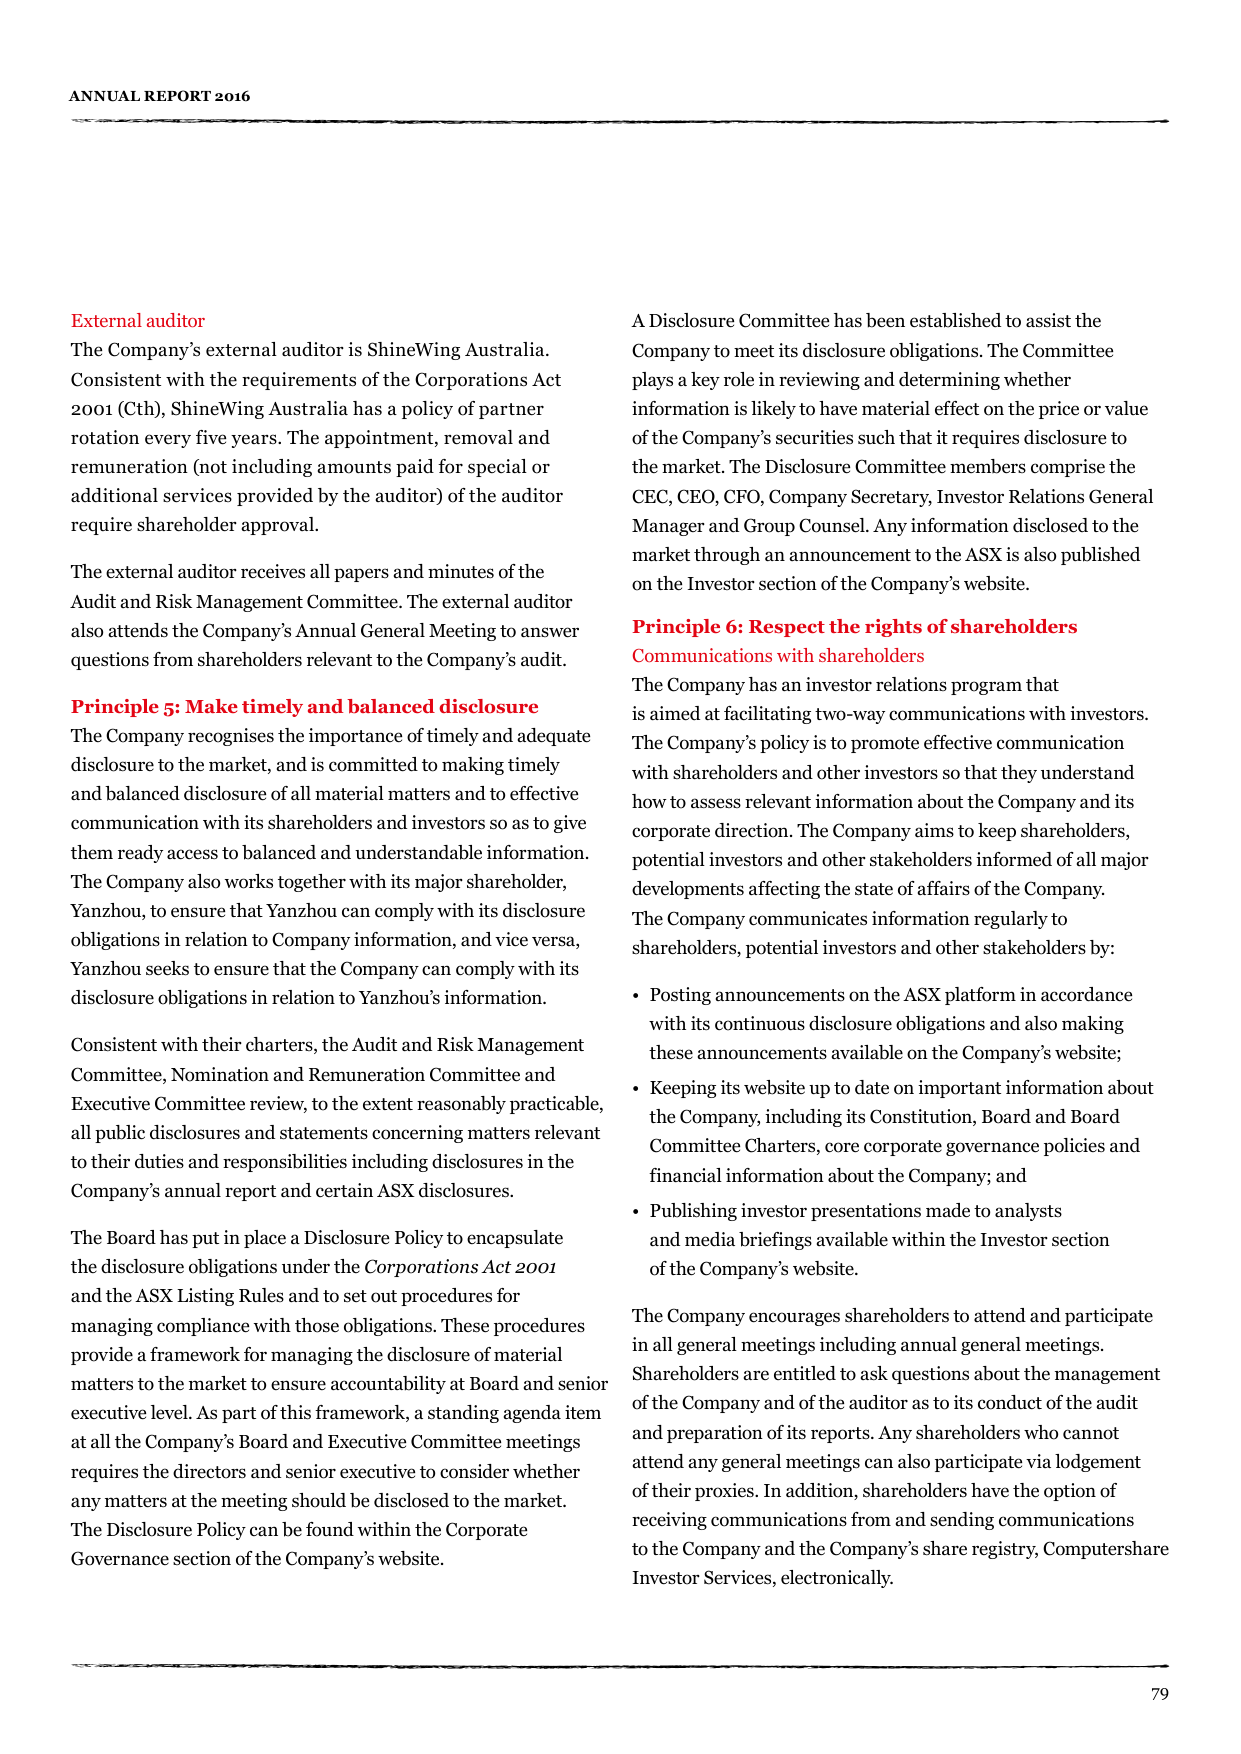 ANNUAL REPORT 2016
External auditor
The Company’s external auditor is ShineWing Australia.
Consistent with the requirements of the Corporations Act
2001 (Cth), ShineWing Australia has a policy of partner
rotation every five years. The appointment, removal and
remuneration (not including amounts paid for special or
additional services provided by the auditor) of the auditor
require shareholder approval.
The external auditor receives all papers and minutes of the
Audit and Risk Management Committee. The external auditor
also attends the Company’s Annual General Meeting to answer
questions from shareholders relevant to the Company’s audit.
Principle 5: Make timely and balanced disclosure
The Company recognises the importance of timely and adequate
disclosure to the market, and is committed to making timely
and balanced disclosure of all material matters and to effective
communication with its shareholders and investors so as to give
them ready access to balanced and understandable information.
The Company also works together with its major shareholder,
Yanzhou, to ensure that Yanzhou can comply with its disclosure
obligations in relation to Company information, and vice versa,
Yanzhou seeks to ensure that the Company can comply with its
disclosure obligations in relation to Yanzhou’s information.
Consistent with their charters, the Audit and Risk Management
Committee, Nomination and Remuneration Committee and
Executive Committee review, to the extent reasonably practicable,
all public disclosures and statements concerning matters relevant
to their duties and responsibilities including disclosures in the
Company’s annual report and certain ASX disclosures.
The Board has put in place a Disclosure Policy to encapsulate
the disclosure obligations under the Corporations Act 2001
and the ASX Listing Rules and to set out procedures for
managing compliance with those obligations. These procedures
provide a framework for managing the disclosure of material
matters to the market to ensure accountability at Board and senior
executive level. As part of this framework, a standing agenda item
at all the Company’s Board and Executive Committee meetings
requires the directors and senior executive to consider whether
any matters at the meeting should be disclosed to the market.
The Disclosure Policy can be found within the Corporate
Governance section of the Company’s website.
A Disclosure Committee has been established to assist the
Company to meet its disclosure obligations. The Committee
plays a key role in reviewing and determining whether
information is likely to have material effect on the price or value
of the Company’s securities such that it requires disclosure to
the market. The Disclosure Committee members comprise the
CEC, CEO, CFO, Company Secretary, Investor Relations General
Manager and Group Counsel. Any information disclosed to the
market through an announcement to the ASX is also published
on the Investor section of the Company’s website.
Principle 6: Respect the rights of shareholders
Communications with shareholders
The Company has an investor relations program that
is aimed at facilitating two-way communications with investors.
The Company’s policy is to promote effective communication
with shareholders and other investors so that they understand
how to assess relevant information about the Company and its
corporate direction. The Company aims to keep shareholders,
potential investors and other stakeholders informed of all major
developments affecting the state of affairs of the Company.
The Company communicates information regularly to
shareholders, potential investors and other stakeholders by:
• Posting announcements on the ASX platform in accordance
with its continuous disclosure obligations and also making
these announcements available on the Company’s website;
• Keeping its website up to date on important information about
the Company, including its Constitution, Board and Board
Committee Charters, core corporate governance policies and
financial information about the Company; and
• Publishing investor presentations made to analysts
and media briefings available within the Investor section
of the Company’s website.
The Company encourages shareholders to attend and participate
in all general meetings including annual general meetings.
Shareholders are entitled to ask questions about the management
of the Company and of the auditor as to its conduct of the audit
and preparation of its reports. Any shareholders who cannot
attend any general meetings can also participate via lodgement
of their proxies. In addition, shareholders have the option of
receiving communications from and sending communications
to the Company and the Company’s share registry, Computershare
Investor Services, electronically.
79